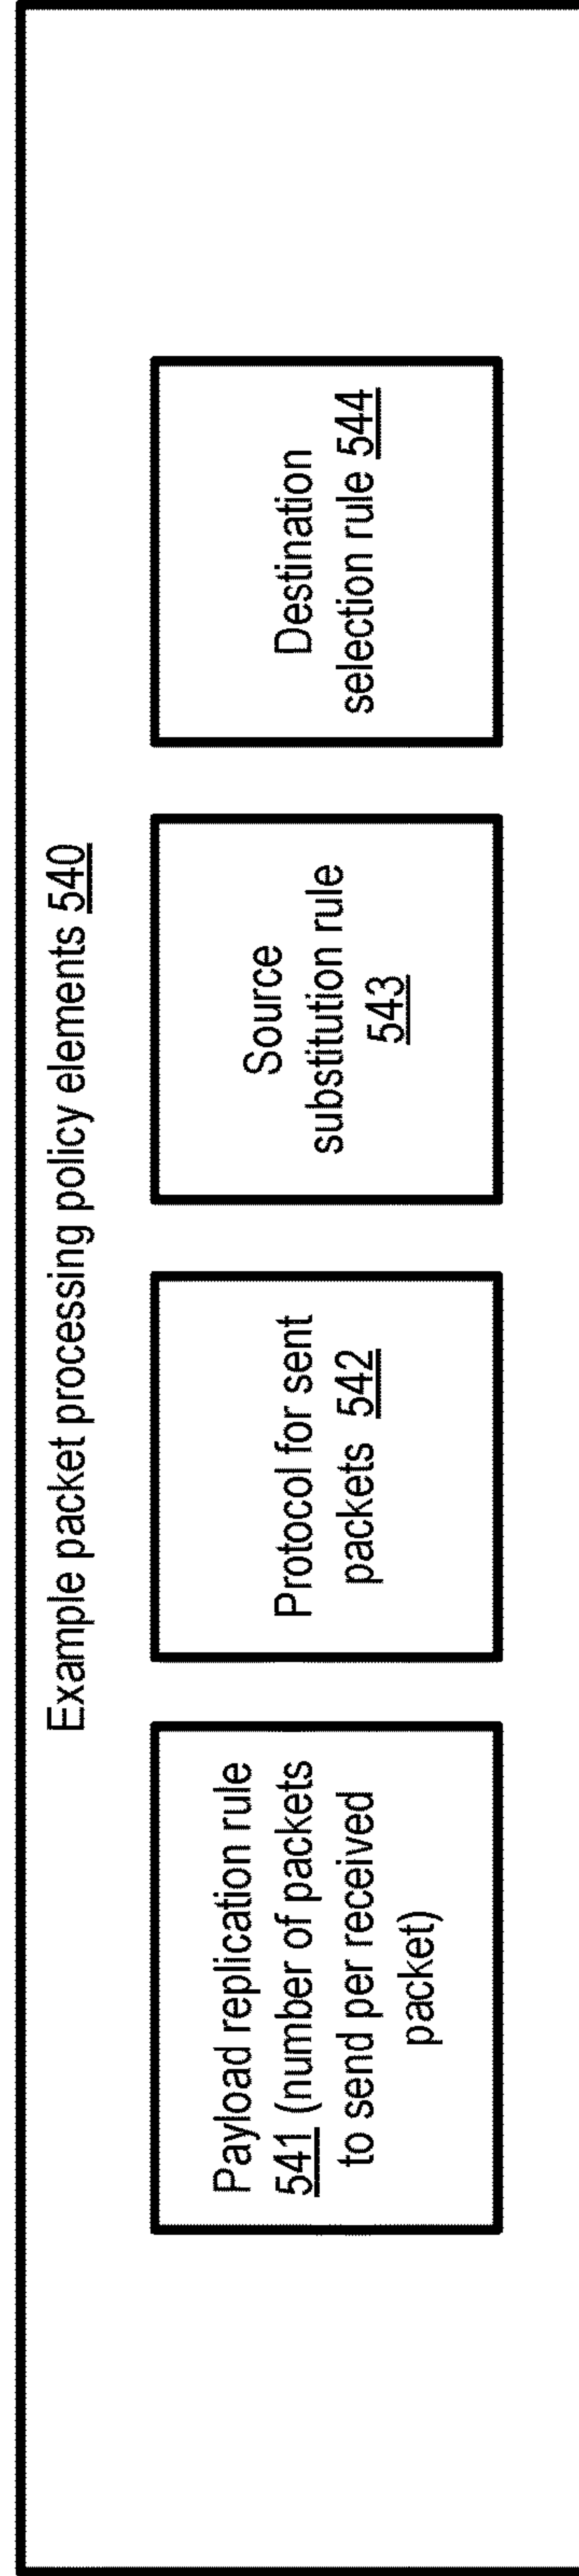 Example packet processing policy elements 540
Payload replication rule
541 (number of packets
to send per received
packet)
Protocol for sent
packets 542
Source
substitution rule
543
Destination
selection rule 544